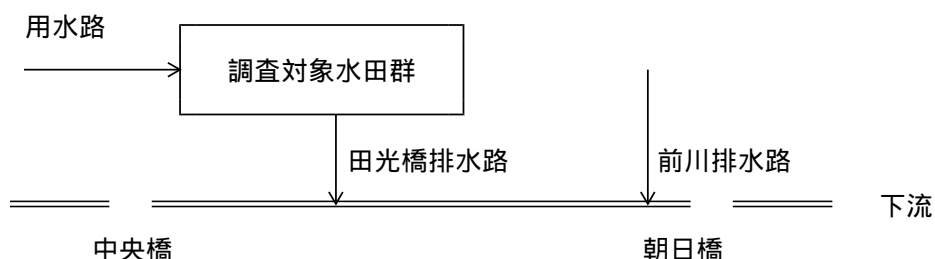 用水路
調査対象水田群
田光橋排水路
前川排水路
下流
中央橋
朝日橋